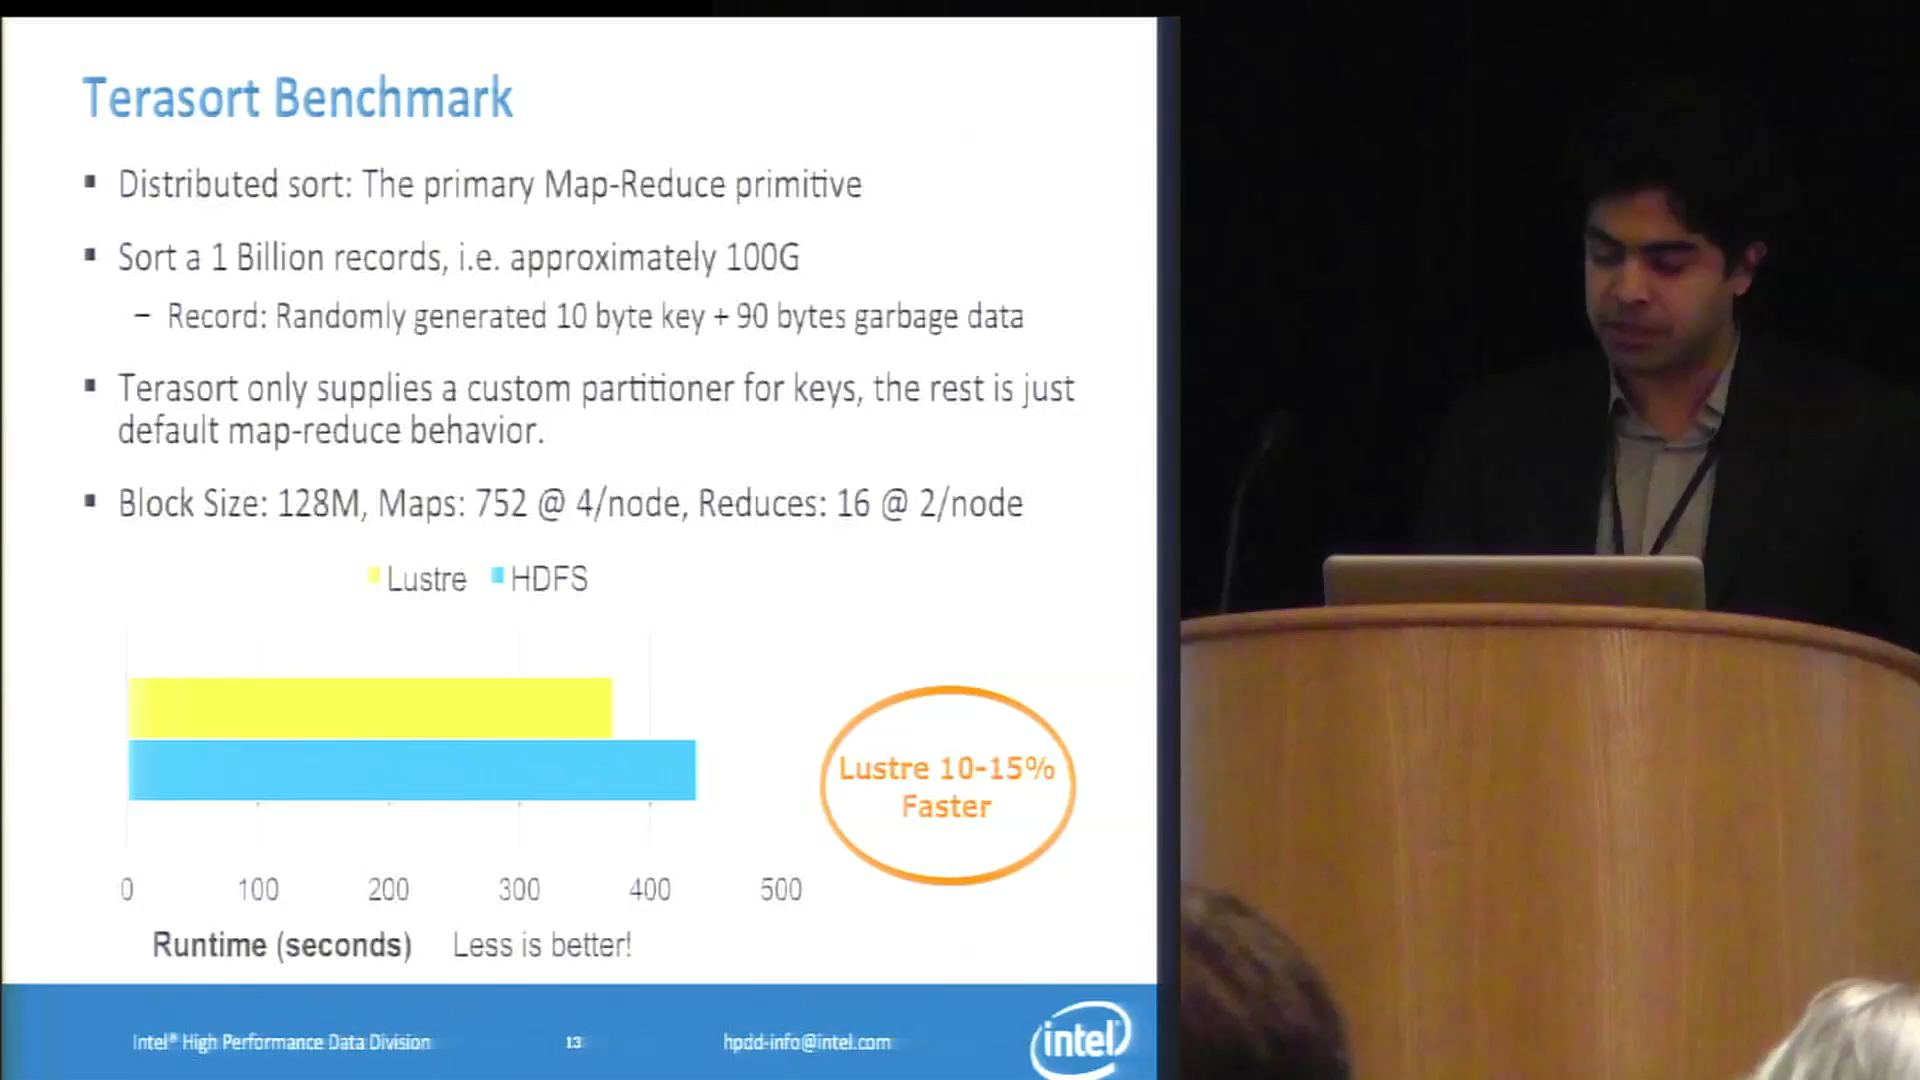 Terasort Benchmark
Distributed sort: The primary Map-Reduce primitive
Sort a 1 Billion records, i.e. approximately 100G
– Record: Randomly generated 10 byte key + 90 bytes garbage data
Terasort only supplies a custom partitioner for keys, the rest is just
default map-reduce behavior.
Block Size: 128M, Maps: 752 @ 4/node, Reduces: 16 @ 2/node
Lustre HDFS
Lustre 10-15%
Faster
0 100 200 300 400 500
Runtime (seconds) Less is better!
Intel® High Performance Data Division 13 hpdd-info@intel.com
intel